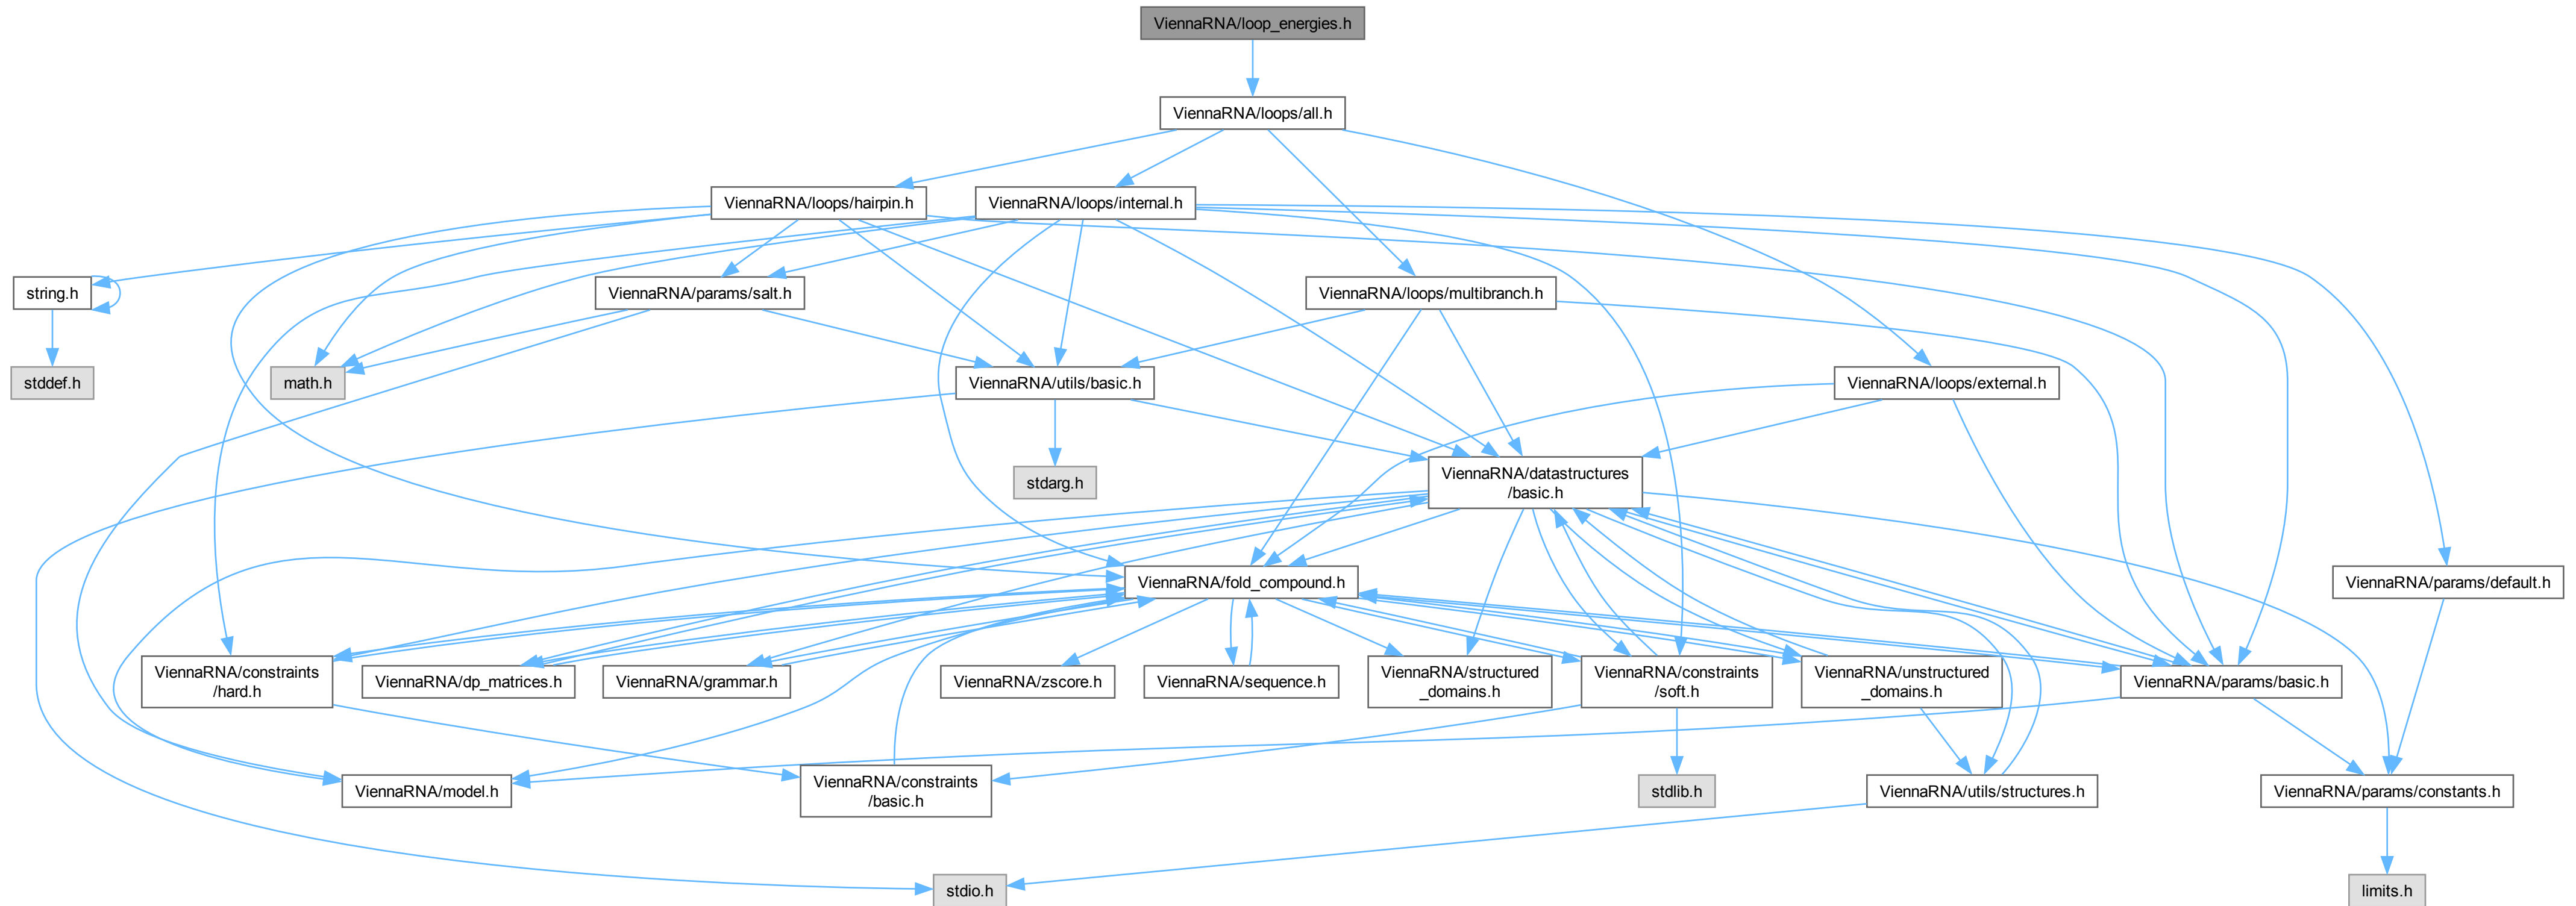 ViennaRNA/loop_energies.h
ViennaRNA/loops/all.h
ViennaRNA/loops/hairpin.h
ViennaRNA/loops/internal.h
string.h
ViennaRNA/params/salt.h
ViennaRNA/loops/multibranch.h
stddef.h
math.h
ViennaRNA/utils/basic.h
ViennaRNA/loops/external.h
stdarg.h
ViennaRNA/datastructures
/basic.h
ViennaRNA/fold_compound.h
ViennaRNA/params/default.h
ViennaRNA/constraints
/hard.h
ViennaRNA/dp_matrices.h
ViennaRNA/grammar.h
ViennaRNA/zscore.h
ViennaRNA/sequence.h
ViennaRNA/structured
_domains.h
ViennaRNA/constraints
/soft.h
ViennaRNA/unstructured
_domains.h
ViennaRNA/params/basic.h
ViennaRNA/model.h
ViennaRNA/constraints
/basic.h
stdlib.h
ViennaRNA/utils/structures.h
ViennaRNA/params/constants.h
stdio.h
limits.h